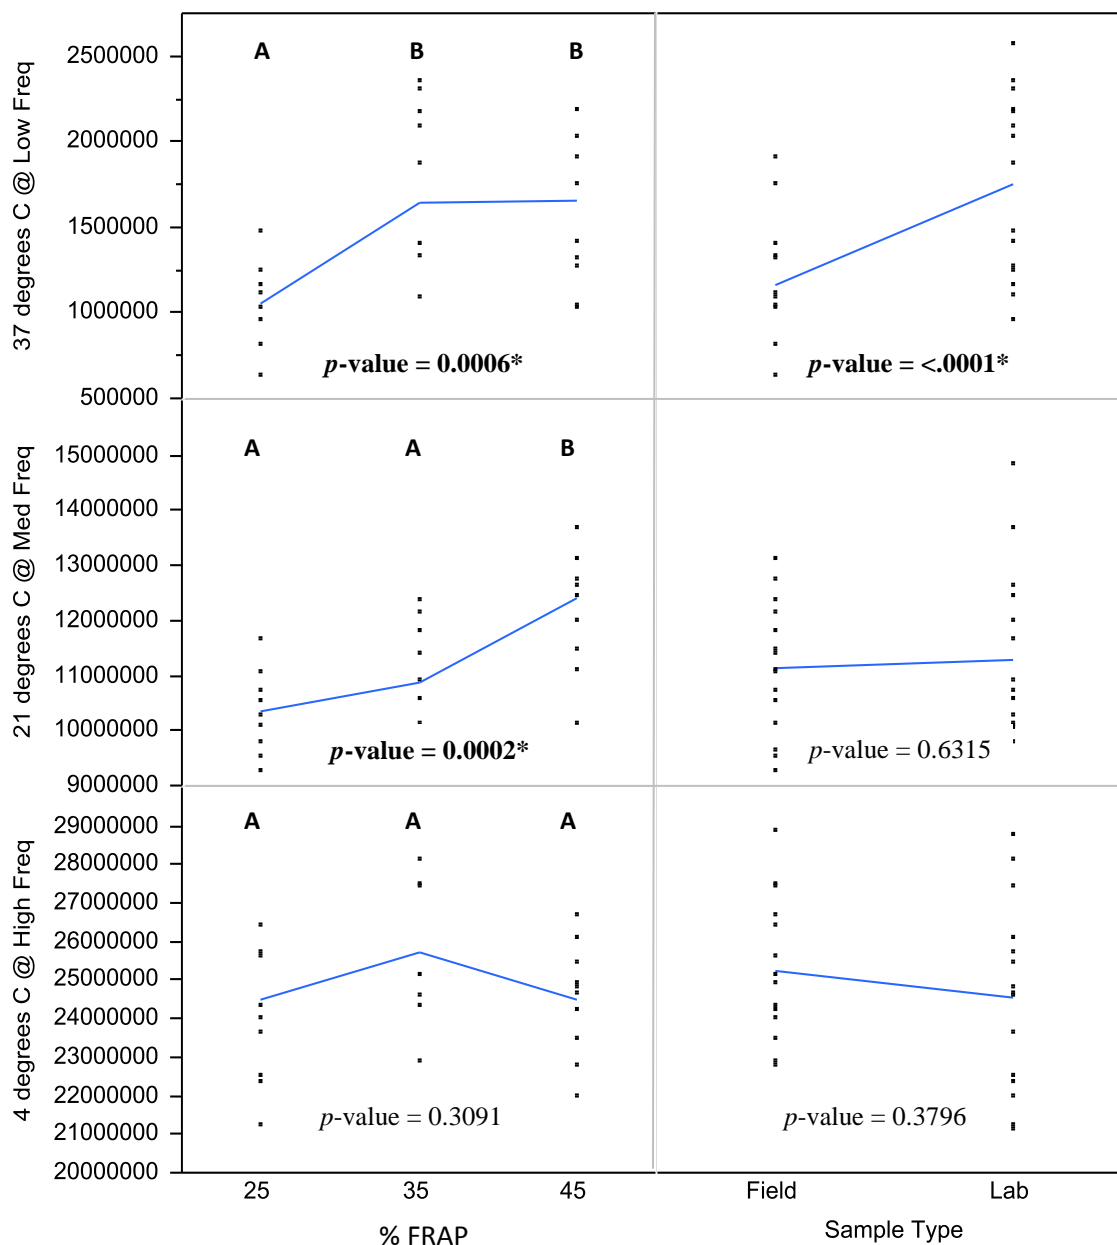 37 degrees C @ Low Freq
2500000
2000000
1500000
1000000
500000
A B B
p-value = 0.0006*
p-value = <.0001*
21 degrees C @ Med Freq
15000000
14000000
13000000
12000000
11000000
10000000
9000000
A A B
p-value = 0.0002*
p-value = 0.6315
4 degrees C @ High Freq
29000000
28000000
27000000
26000000
25000000
24000000
23000000
22000000
21000000
20000000
A A A
p-value = 0.3091
p-value = 0.3796
25 35 45 Field Lab
% FRAP
Sample Type